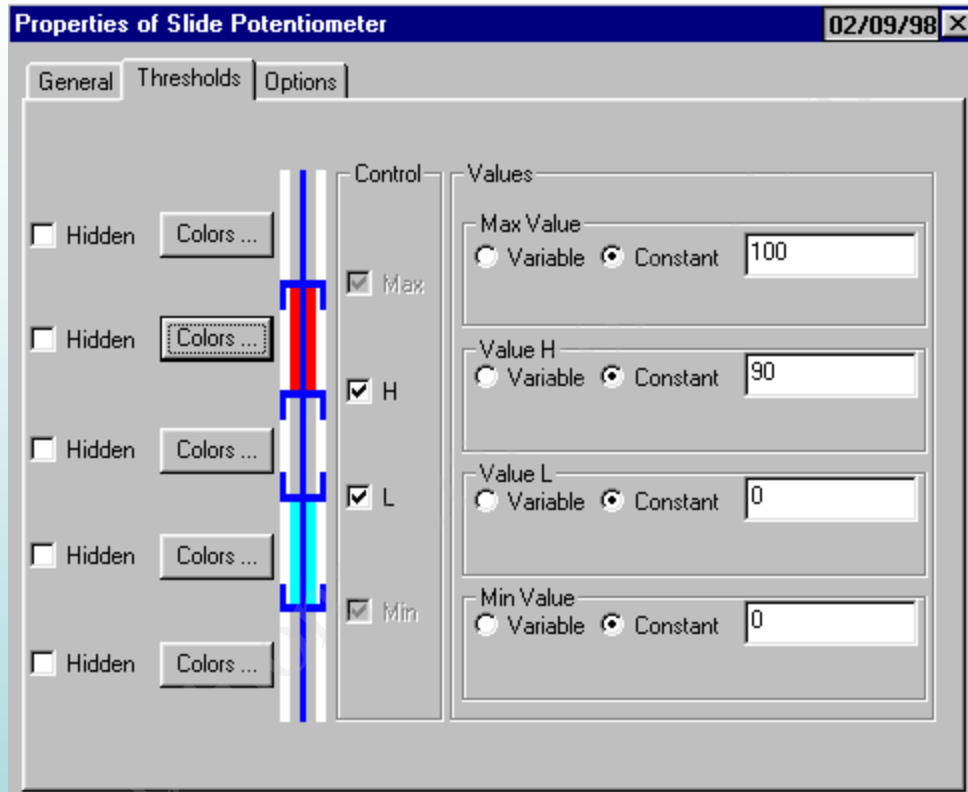 Properties of Slide Potentiometer 02/09/98
General Thresholds Options
Control Values
Hidden Colors ...
Max Value
Variable Constant 100
Max
Hidden Colors ...
Value H
Variable Constant 90
H
Hidden Colors ...
Value L
Variable Constant 0
L
Hidden Colors ...
Min Value
Variable Constant 0
Min
Hidden Colors ...